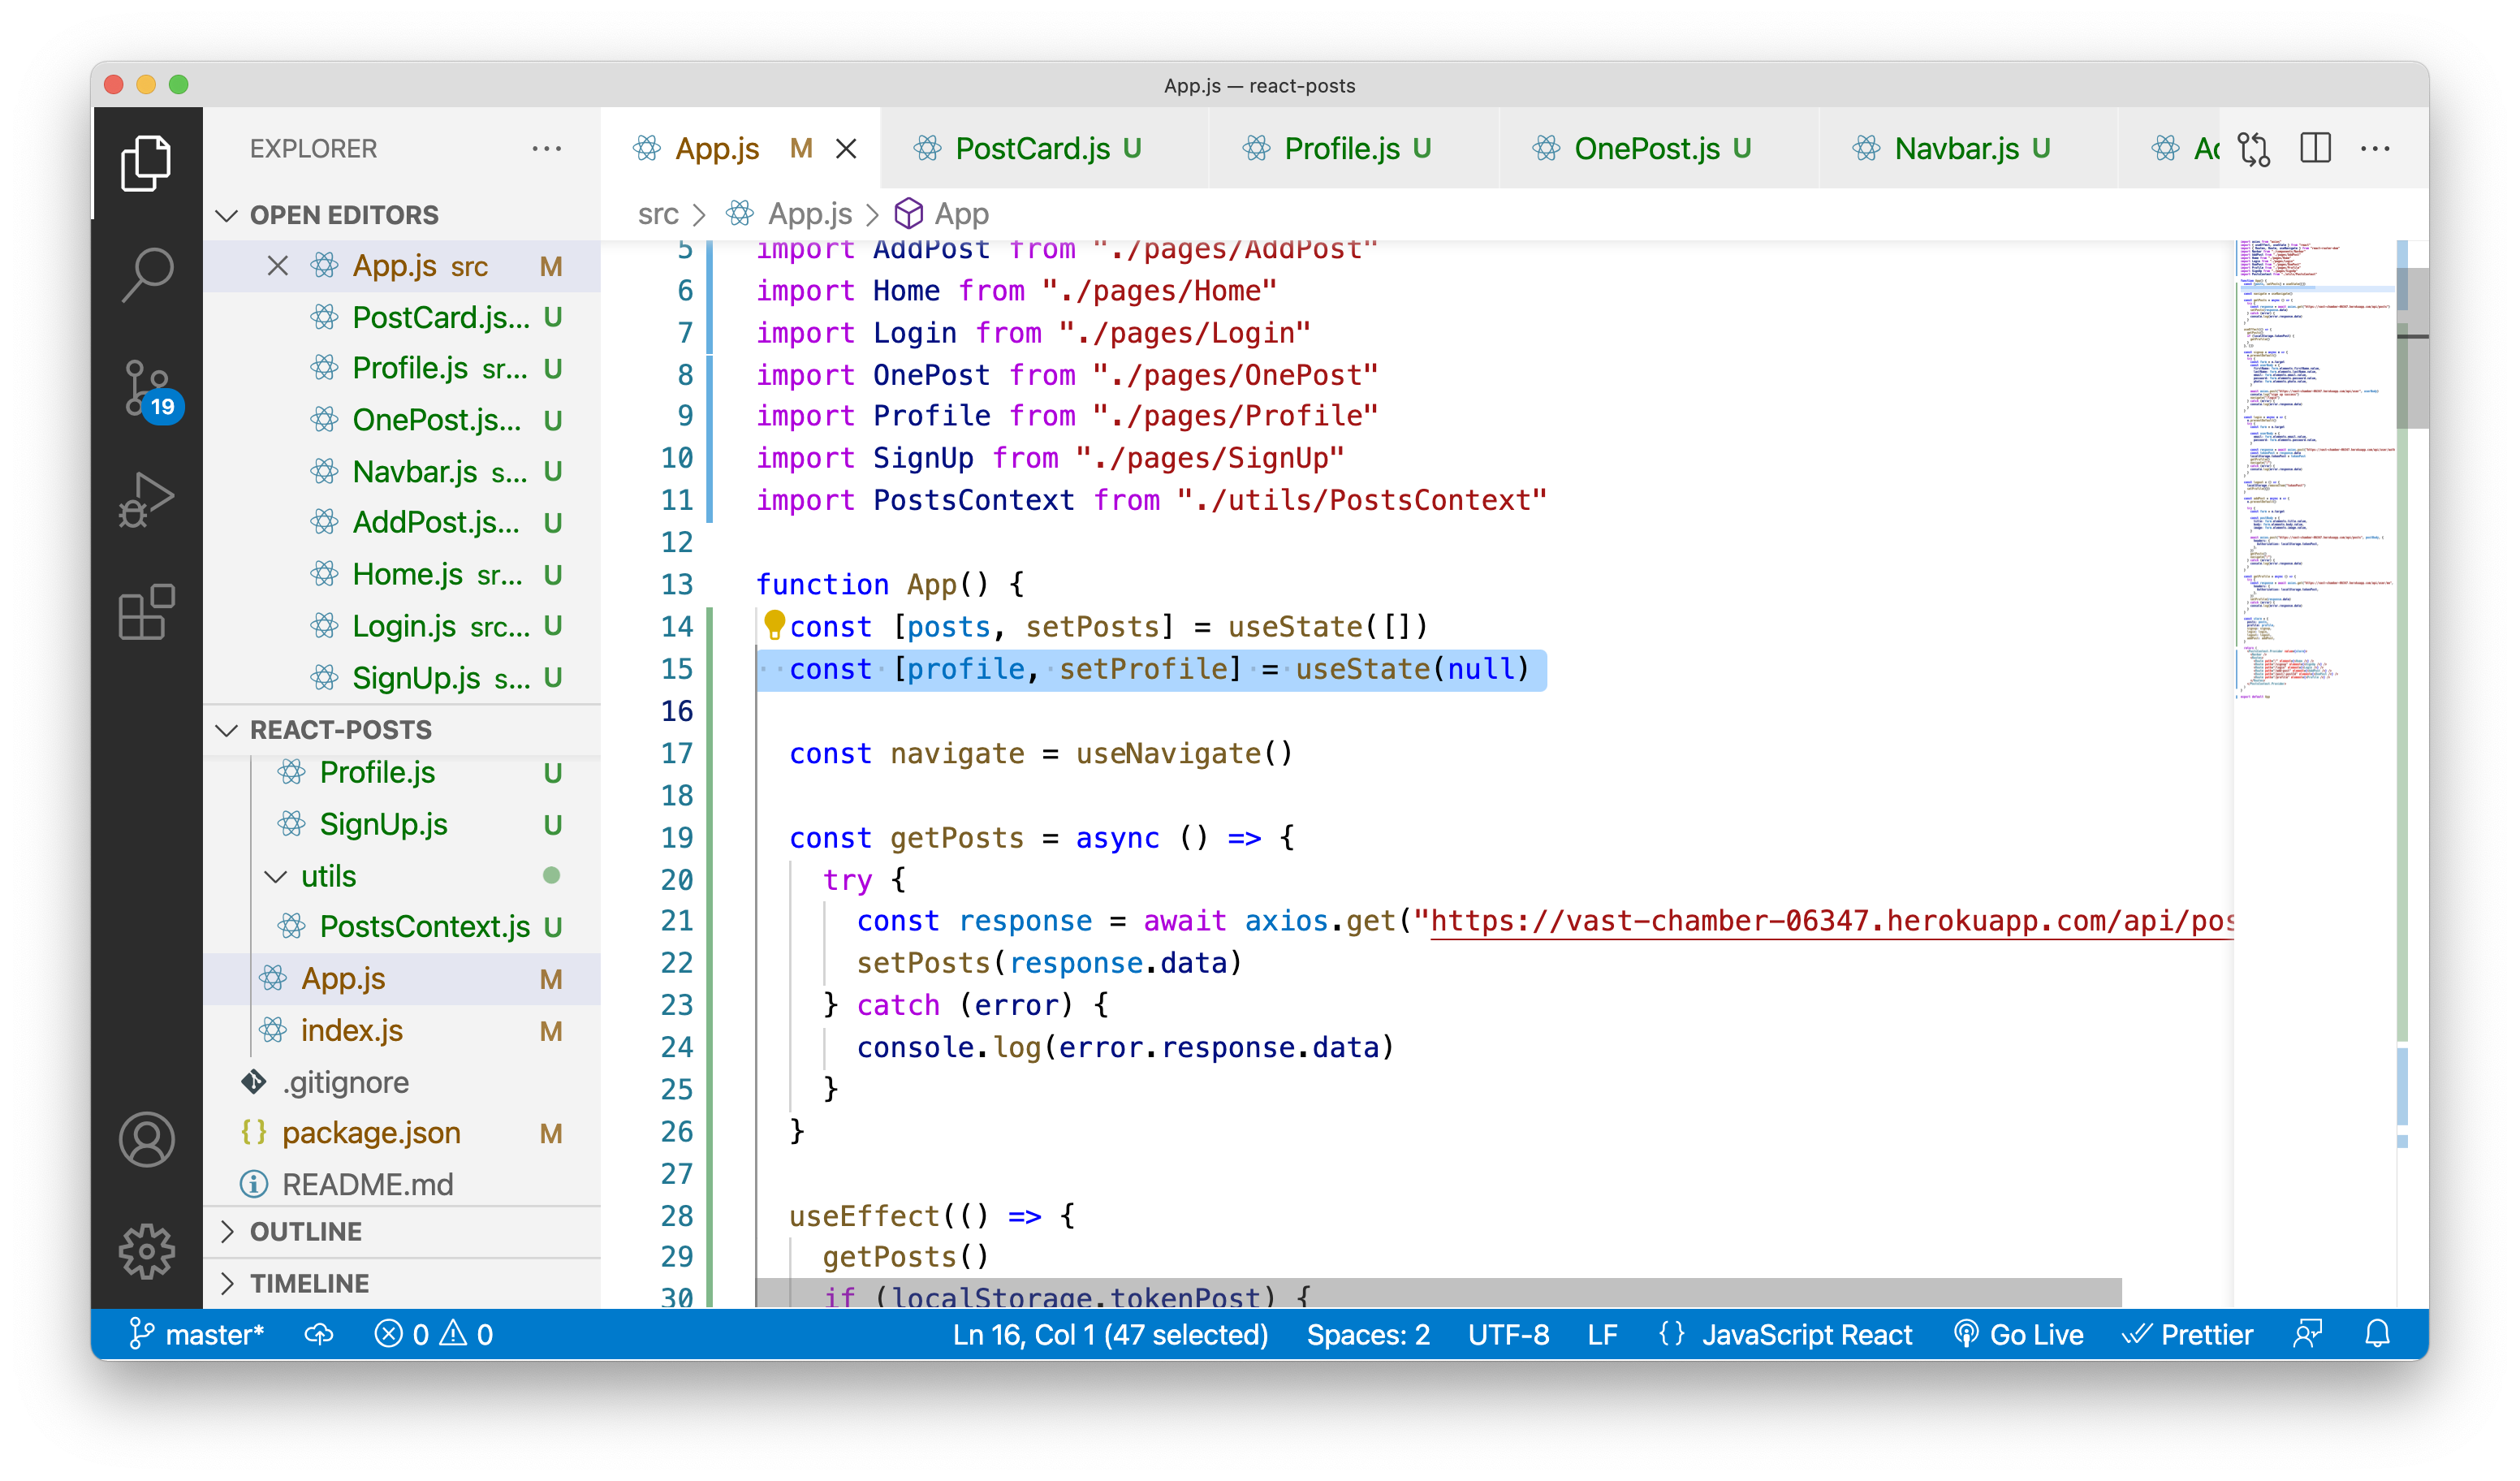 App.js — react-posts
EXPLORER
App.js M
PostCard.js U
Profile.js U
OnePost.js U
Navbar.js U
OPEN EDITORS
App.js src M
PostCard.js... U
Profile.js sr... U
OnePost.js... U
Navbar.js s... U
AddPost.js... U
Home.js sr... U
Login.js src... U
SignUp.js s... U
REACT-POSTS
Profile.js U
SignUp.js U
utils
PostsContext.js U
App.js M
index.js M
.gitignore
package.json M
README.md
OUTLINE
TIMELINE
19
src > App.js > App
5 import AddPost from "./pages/AddPost"
6 import Home from "./pages/Home"
7 import Login from "./pages/Login"
8 import OnePost from "./pages/OnePost"
9 import Profile from "./pages/Profile"
10 import SignUp from "./pages/SignUp"
11 import PostsContext from "./utils/PostsContext"
12
13 function App() {
14 const [posts, setPosts] = useState([])
15 const [profile, setProfile] = useState(null)
16
17 const navigate = useNavigate()
18
19 const getPosts = async () => {
20 try {
21 const response = await axios.get("https://vast-chamber-06347.herokuapp.com/api/pos
22 setPosts(response.data)
23 } catch (error) {
24 console.log(error.response.data)
25 }
26 }
27
28 useEffect(() => {
29 getPosts()
30 if (localStorage.tokenPost) {
master* 0 0 Ln 16, Col 1 (47 selected) Spaces: 2 UTF-8 LF {} JavaScript React Go Live Prettier